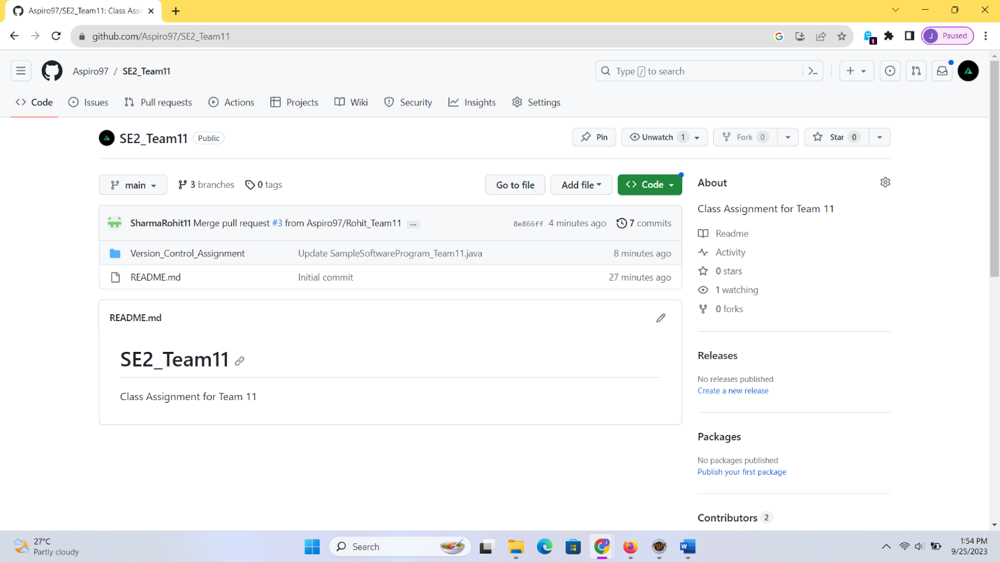 Aspiro97/SE2_Team11: Class Assi
github.com/Aspiro97/SE2_Team11
1
J Paused
Aspiro97 / SE2_Team11
Type / to search
Code Issues Pull requests Actions Projects Wiki Security Insights Settings
SE2_Team11 Public
Pin Unwatch 1 Fork 0 Star 0
main 3 branches 0 tags Go to file Add file Code
SharmaRohit11 Merge pull request #3 from Aspiro97/Rohit_Team11 ... 8e866ff 4 minutes ago 7 commits
Version_Control_Assignment Update SampleSoftwareProgram_Team11.java 8 minutes ago
README.md Initial commit 27 minutes ago
README.md
SE2_Team11
Class Assignment for Team 11
About
Class Assignment for Team 11
Readme
Activity
0 stars
1 watching
0 forks
Releases
No releases published
Create a new release
Packages
No packages published
Publish your first package
Contributors 2
27°C
Partly cloudy
Search
1:54 PM
9/25/2023